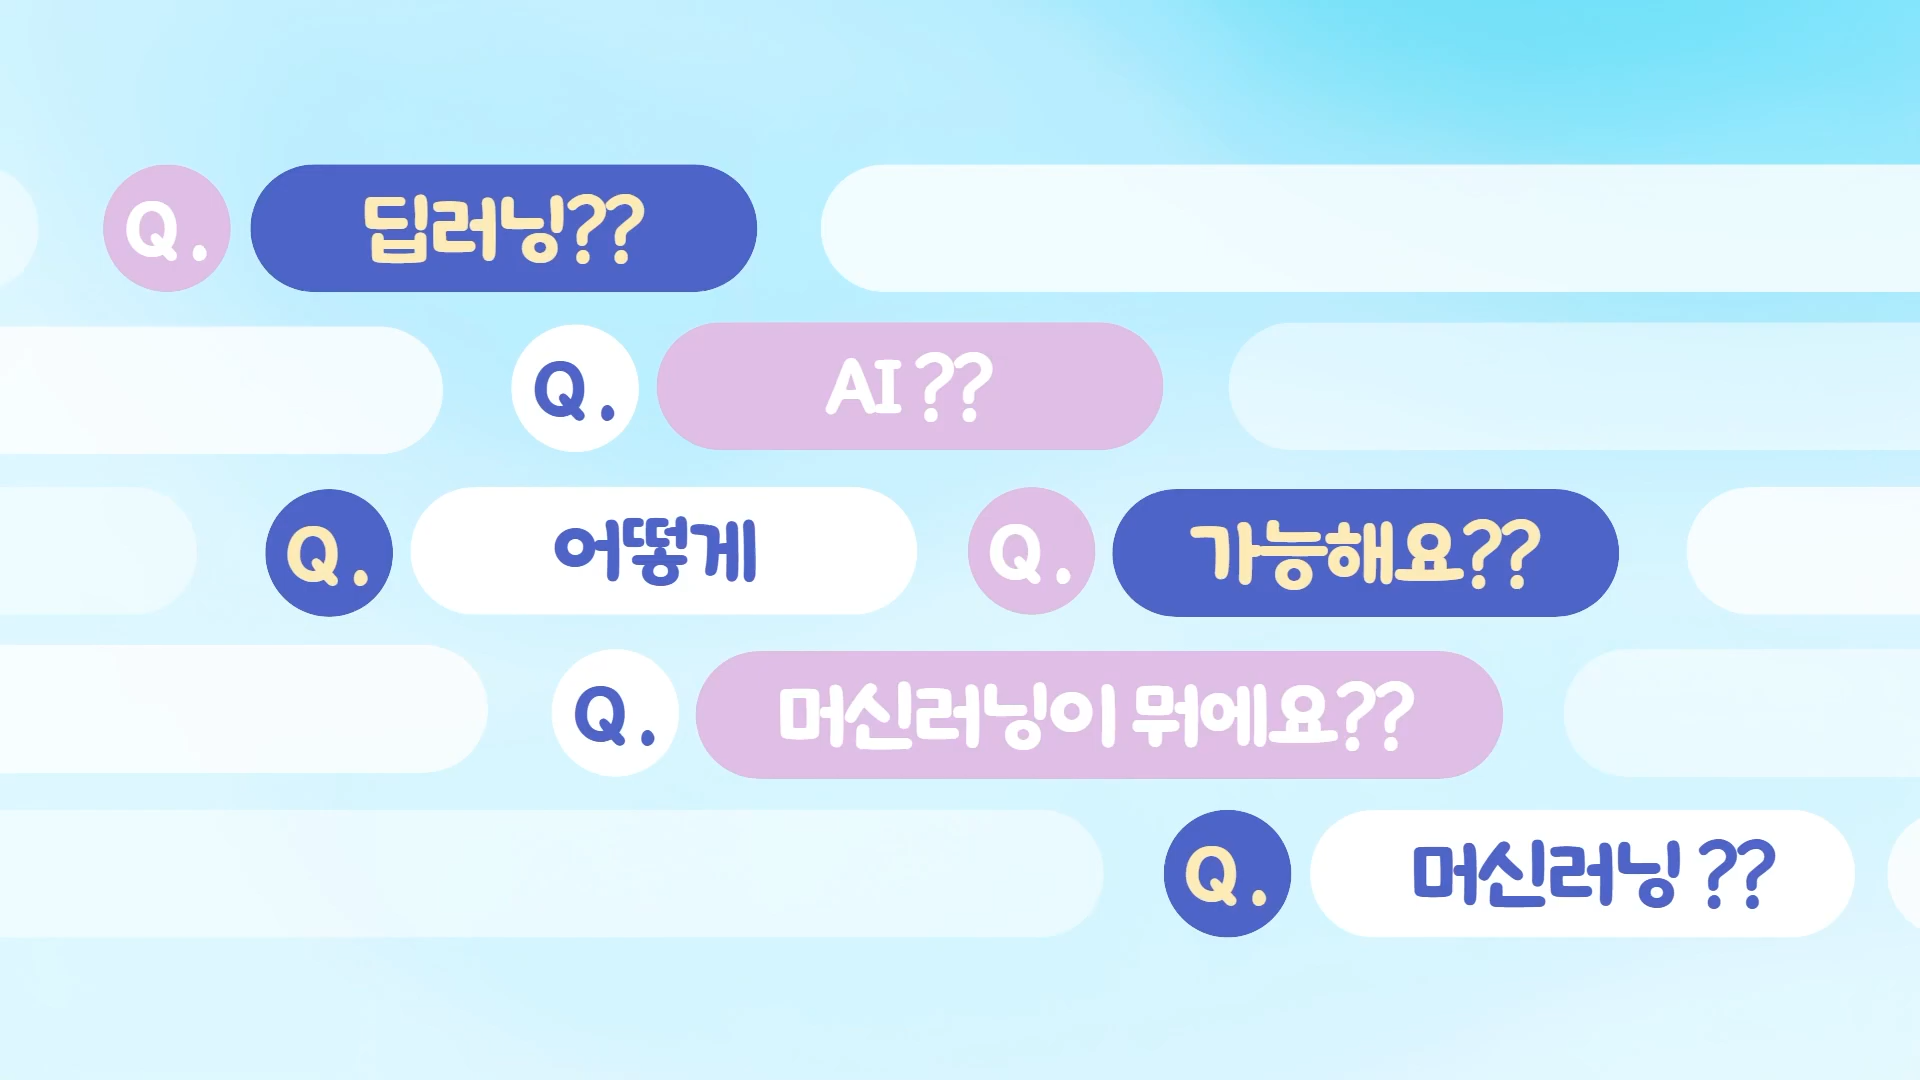 Q. 딥러닝??
Q. AI ??
Q. 어떻게 Q. 가능해요??
Q. 머신러닝이 뭐에요??
Q. 머신러닝 ??